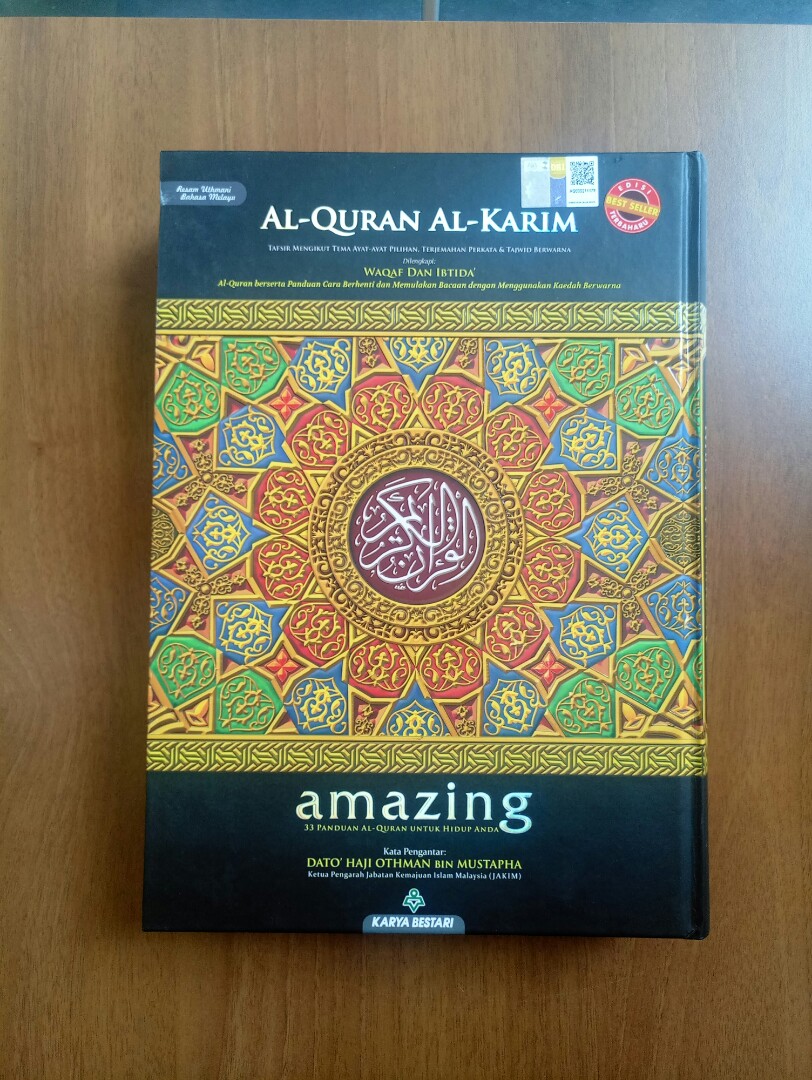 Resam Uthmani
Bahasa Melayu
EDISI
BEST SELLER
TERBAHARU
AL-QURAN AL-KARIM
TAFSIR MENGIKUT TEMA AYAT-AYAT PILIHAN, TERJEMAHAN PERKATA & TAJWID BERWARNA
Dilengkapi:
WAQAF DAN IBTIDA'
Al-Quran berserta Panduan Cara Berhenti dan Memulakan Bacaan dengan Menggunakan Kaedah Berwarna
القرآن الكريم
amazing
33 PANDUAN AL-QURAN UNTUK HIDUP ANDA
Kata Pengantar:
DATO' HAJI OTHMAN BIN MUSTAPHA
Ketua Pengarah Jabatan Kemajuan Islam Malaysia (JAKIM)
KARYA BESTARI